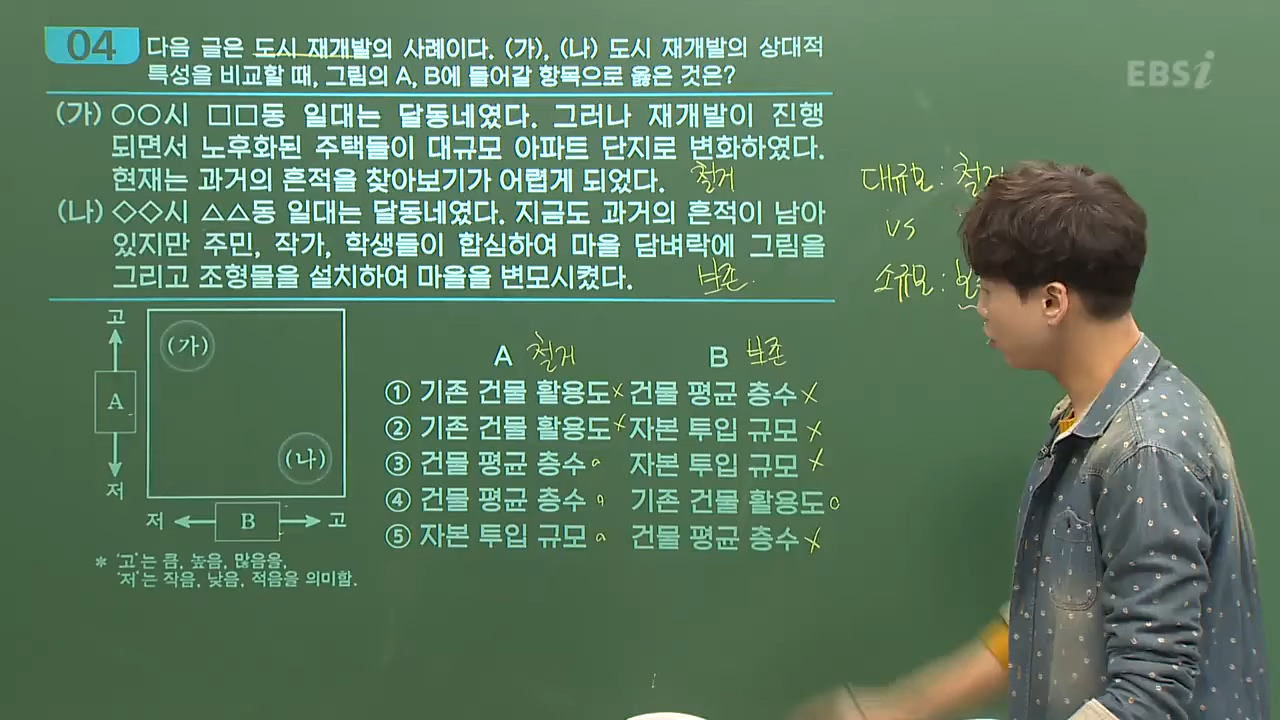 04 다음 글은 도시 재개발의 사례이다. (가), (나) 도시 재개발의 상대적
특성을 비교할 때, 그림의 A, B에 들어갈 항목으로 옳은 것은?
EBSi
(가) ○○시 □□동 일대는 달동네였다. 그러나 재개발이 진행
되면서 노후화된 주택들이 대규모 아파트 단지로 변화하였다.
현재는 과거의 흔적을 찾아보기가 어렵게 되었다. 철거
(나) ◇◇시 △△동 일대는 달동네였다. 지금도 과거의 흔적이 남아
있지만 주민, 작가, 학생들이 합심하여 마을 담벼락에 그림을
그리고 조형물을 설치하여 마을을 변모시켰다. 보존
대규모 : 철거
vs
소규모 :
고
(가)
A
(나)
저
저 B 고
* '고'는 큼, 높음, 많음을,
'저'는 작음, 낮음, 적음을 의미함.
A 철거 B 보존
① 기존 건물 활용도 × 건물 평균 층수 ×
② 기존 건물 활용도 × 자본 투입 규모 ×
③ 건물 평균 층수 ○ 자본 투입 규모 ×
④ 건물 평균 층수 ○ 기존 건물 활용도 ○
⑤ 자본 투입 규모 ○ 건물 평균 층수 ×